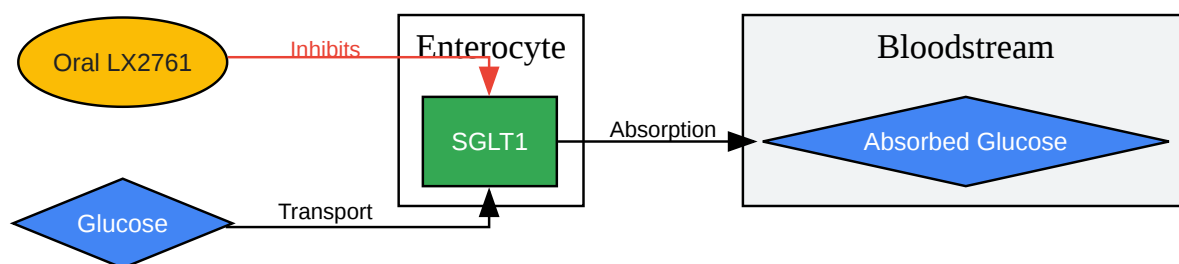 Enterocyte
Bloodstream
Oral LX2761
Inhibits
SGLT1
Absorption
Absorbed Glucose
Glucose
Transport